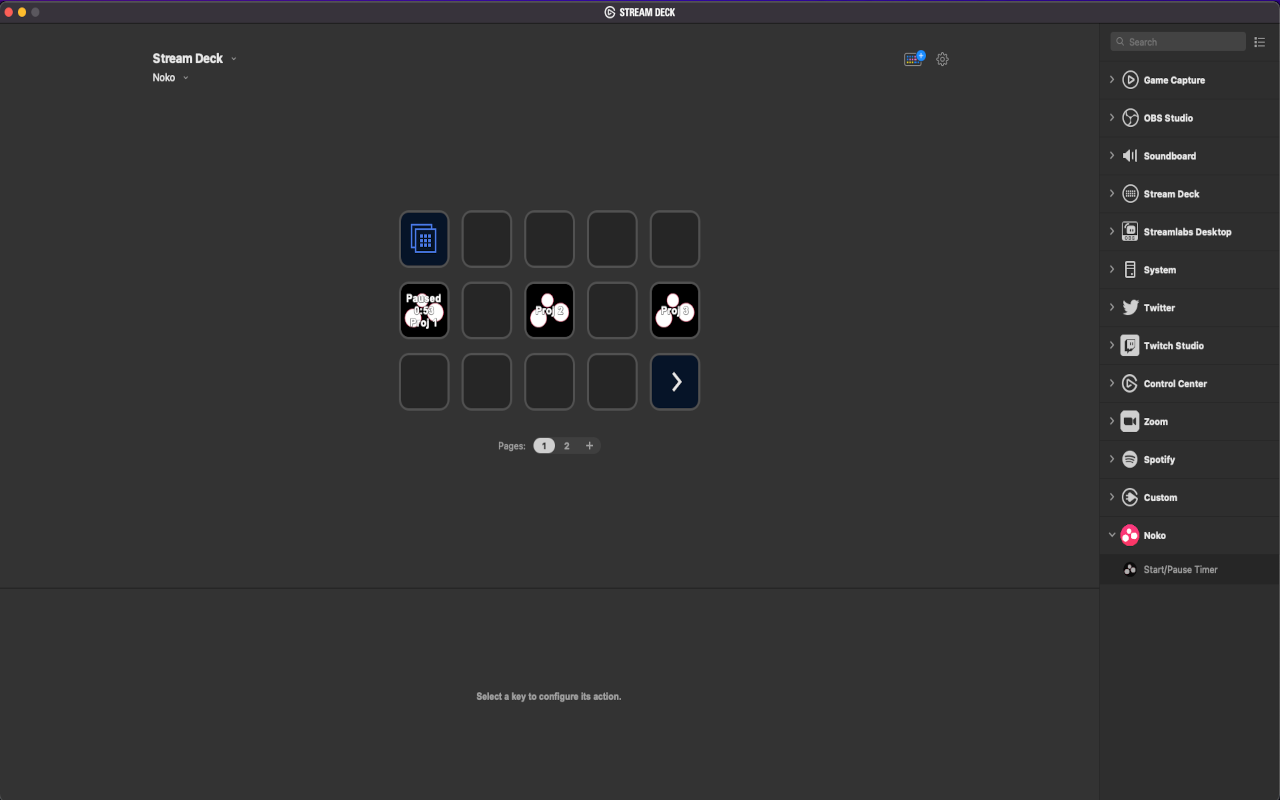 STREAM DECK
Stream Deck
Noko
Search
Game Capture
OBS Studio
Soundboard
Stream Deck
Streamlabs Desktop
System
Twitter
Twitch Studio
Control Center
Zoom
Spotify
Custom
Noko
Start/Pause Timer
Paused
0:53
Proj 1
Proj 2
Proj 3
Pages: 1 2 +
Select a key to configure its action.